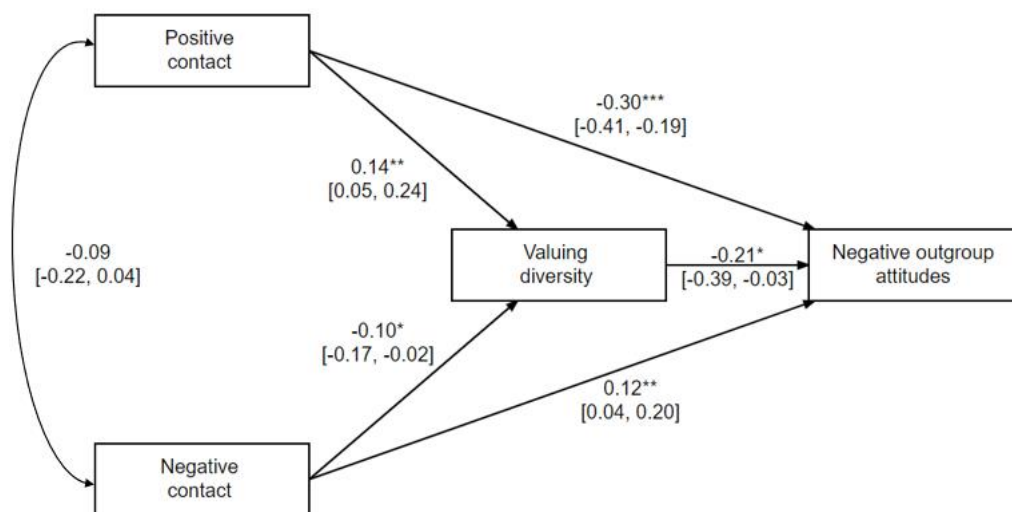 Positive
contact
-0.30***
[-0.41, -0.19]
0.14**
[0.05, 0.24]
-0.09
[-0.22, 0.04]
Valuing
diversity
-0.21*
[-0.39, -0.03]
Negative outgroup
attitudes
-0.10*
[-0.17, -0.02]
0.12**
[0.04, 0.20]
Negative
contact